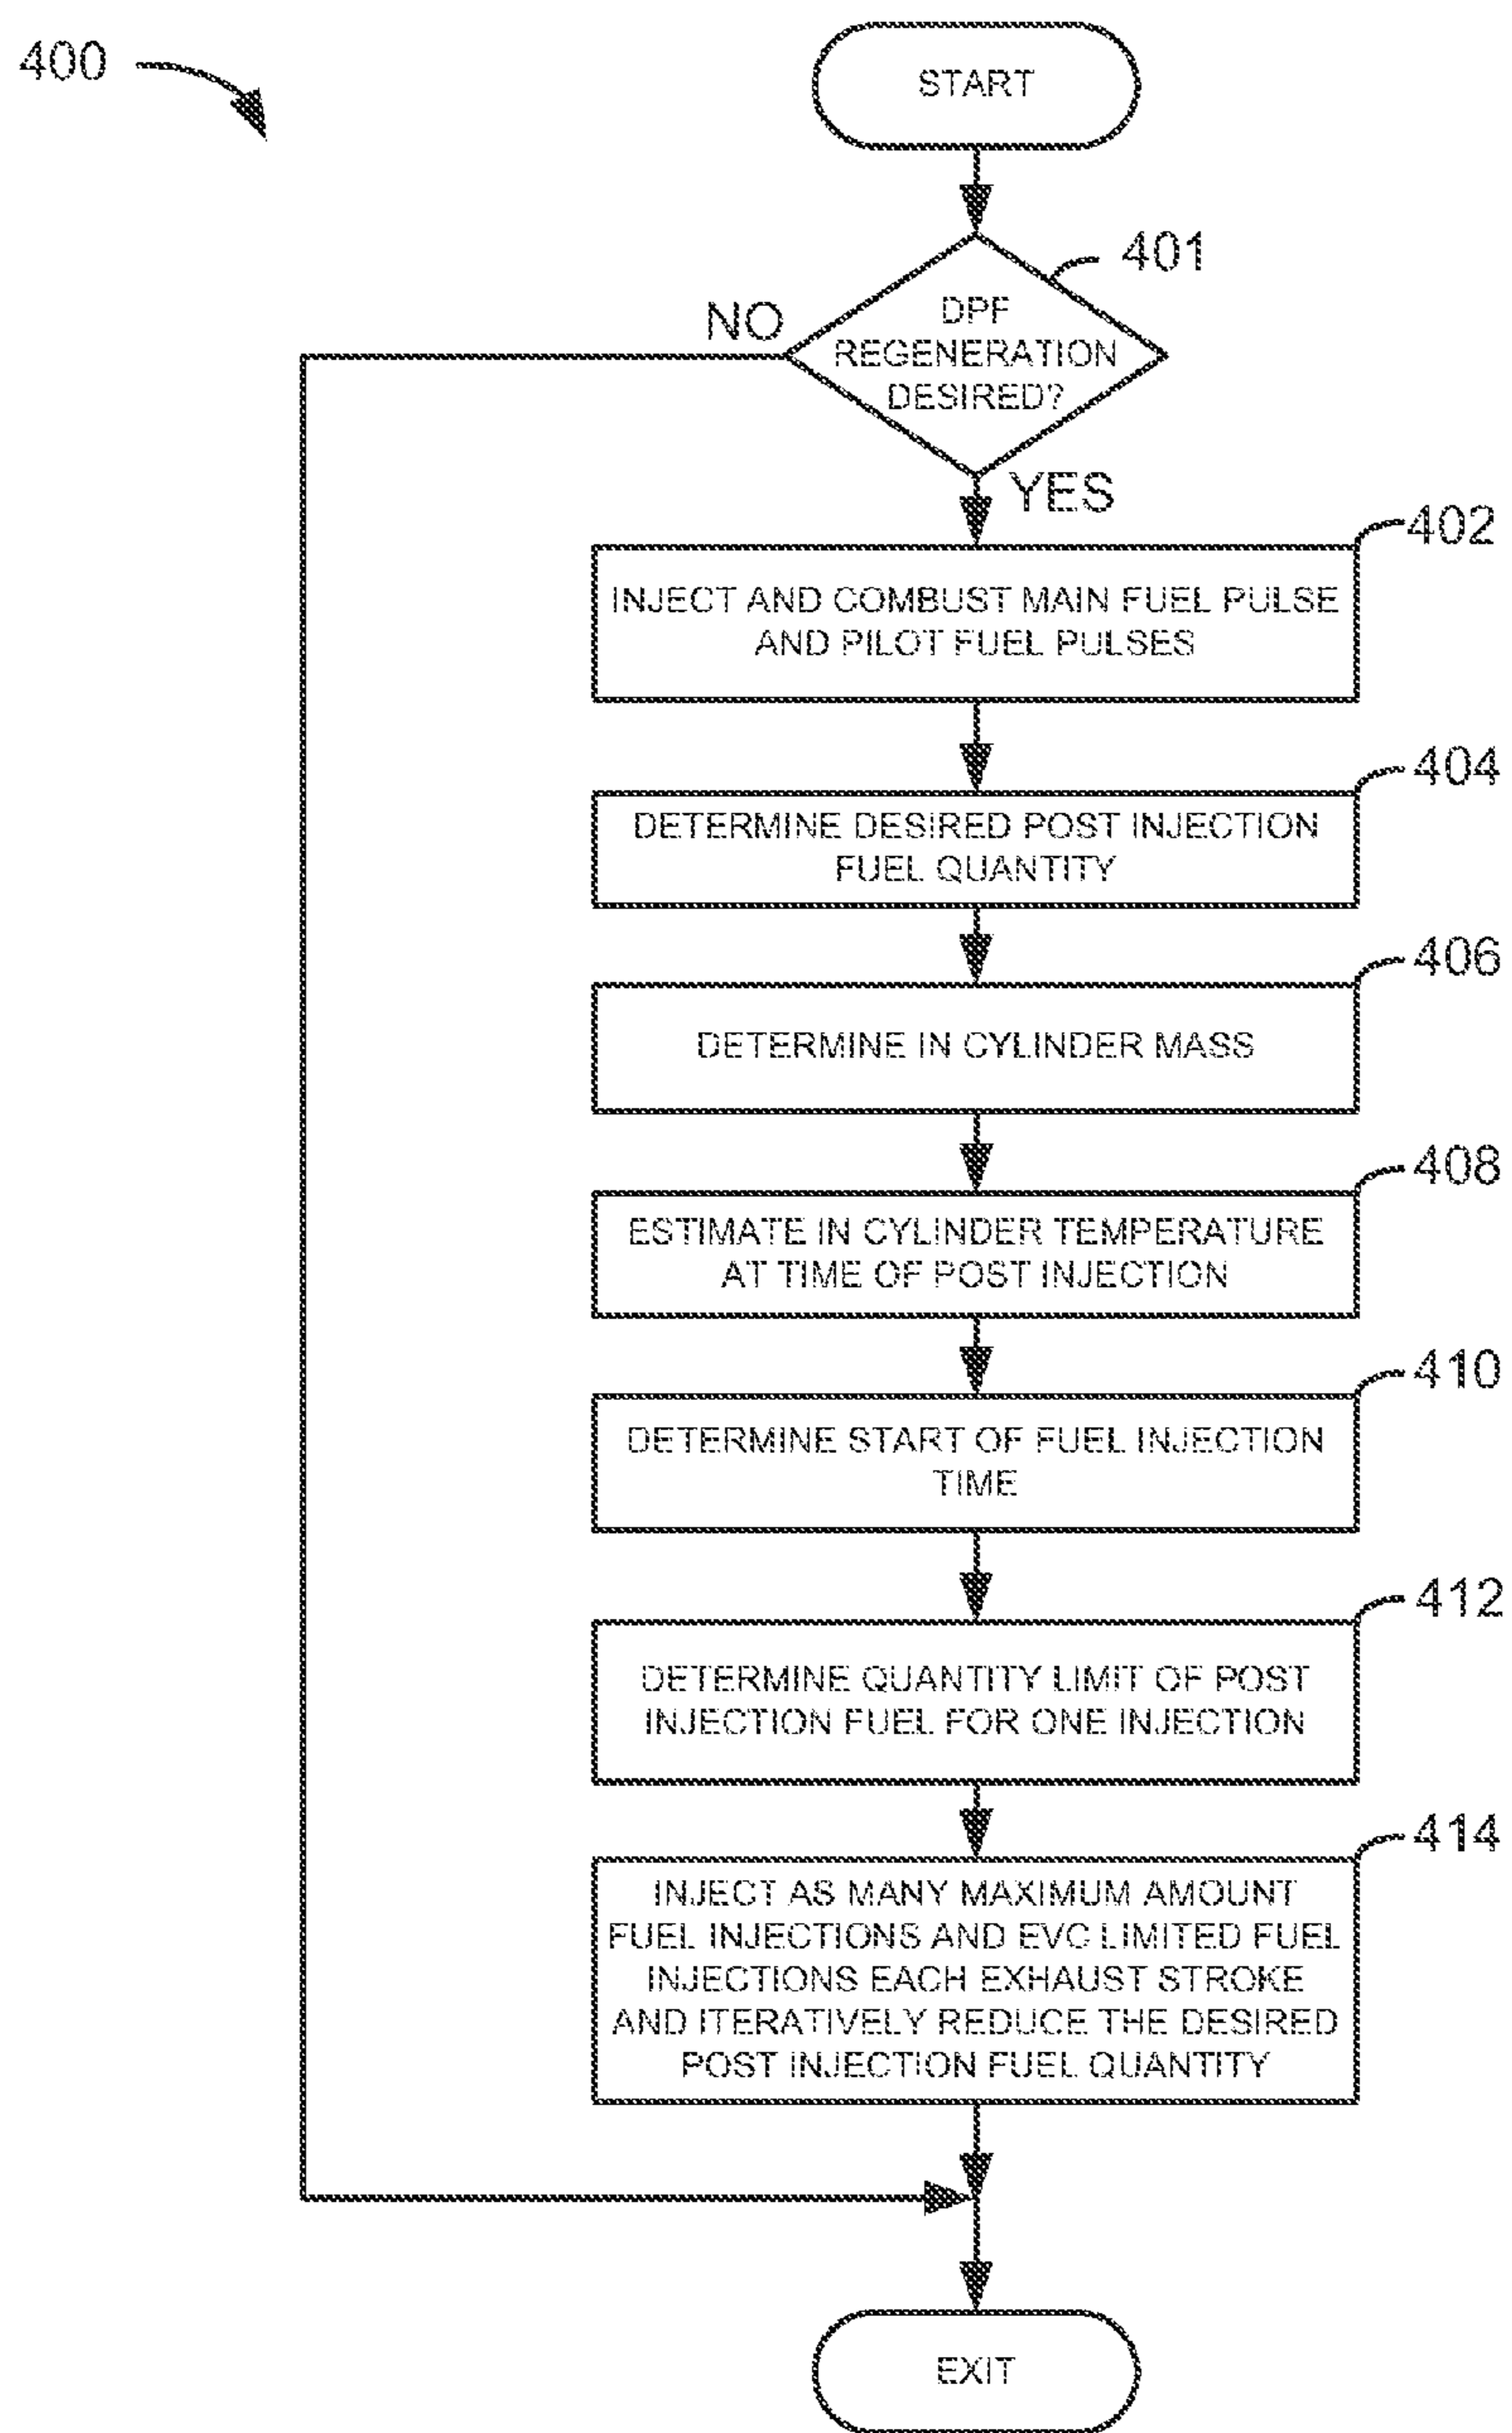 400
START
401
DPF
REGENERATION
DESIRED?
NO
YES
402
INJECT AND COMBUST MAIN FUEL PULSE
AND PILOT FUEL PULSES
404
DETERMINE DESIRED POST INJECTION
FUEL QUANTITY
406
DETERMINE IN CYLINDER MASS
408
ESTIMATE IN CYLINDER TEMPERATURE
AT TIME OF POST INJECTION
410
DETERMINE START OF FUEL INJECTION
TIME
412
DETERMINE QUANTITY LIMIT OF POST
INJECTION FUEL FOR ONE INJECTION
414
INJECT AS MANY MAXIMUM AMOUNT
FUEL INJECTIONS AND EVC LIMITED FUEL
INJECTIONS EACH EXHAUST STROKE
AND ITERATIVELY REDUCE THE DESIRED
POST INJECTION FUEL QUANTITY
EXIT